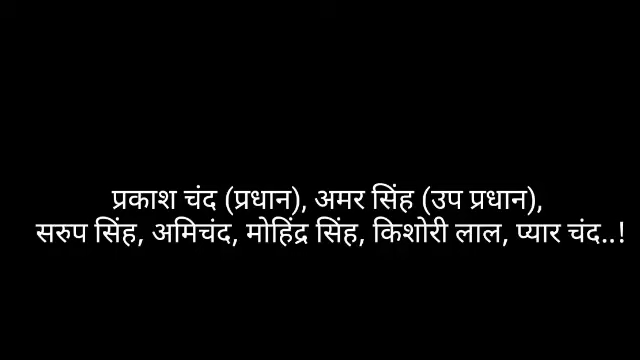 प्रकाश चंद (प्रधान), अमर सिंह (उप प्रधान),
सरुप सिंह, अमिचंद, मोहिंद्र सिंह, किशोरी लाल, प्यार चंद..!